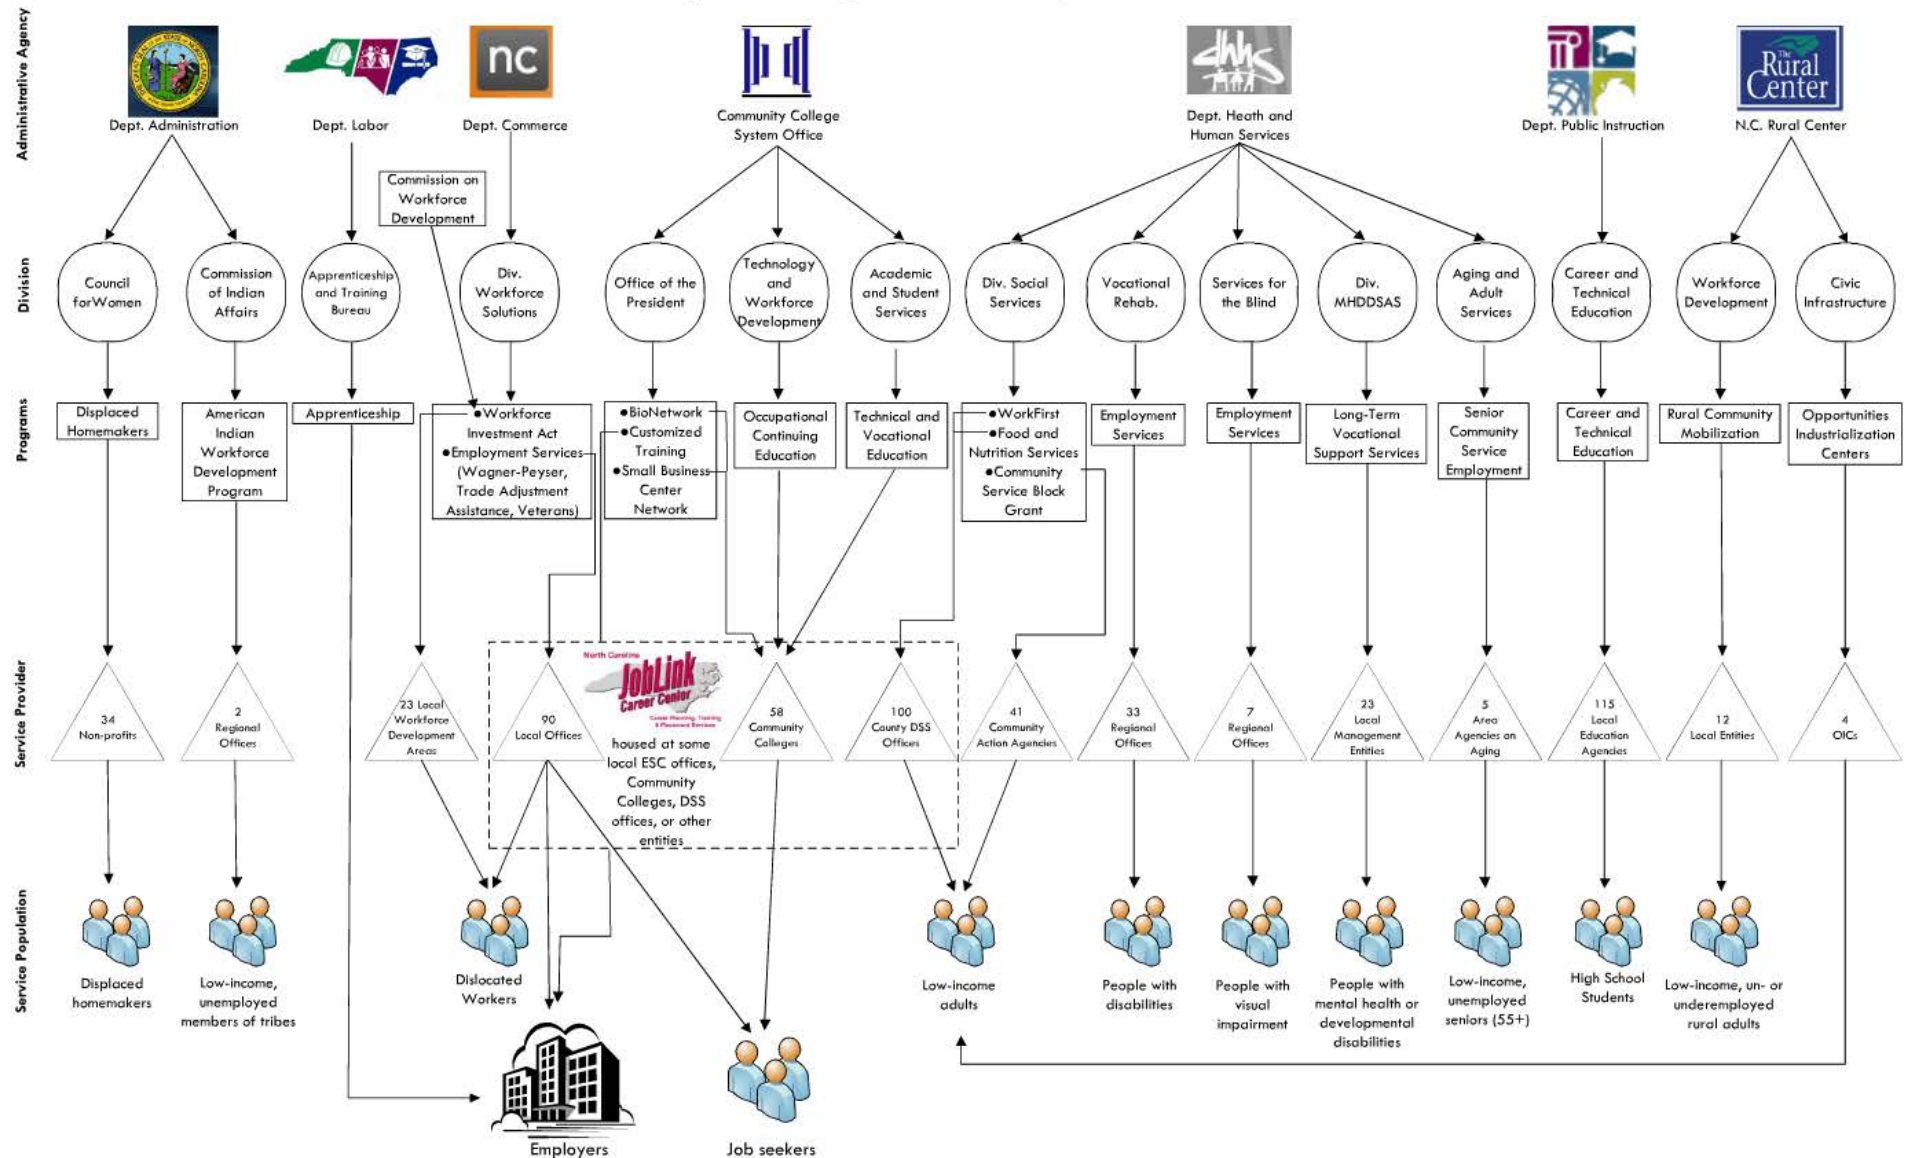 Administrative Agency
nc
dhhs
The
Rural
Center
Dept. Administration
Dept. Labor
Dept. Commerce
Community College
System Office
Dept. Heath and
Human Services
Dept. Public Instruction
N.C. Rural Center
Commission on
Workforce
Development
Division
Council
forWomen
Commission
of Indian
Affairs
Apprenticeship
and Training
Bureau
Div.
Workforce
Solutions
Office of the
President
Technology
and
Workforce
Development
Academic
and Student
Services
Div. Social
Services
Vocational
Rehab.
Services for
the Blind
Div.
MHDDSAS
Aging and
Adult
Services
Career and
Technical
Education
Workforce
Development
Civic
Infrastructure
Programs
Displaced
Homemakers
American
Indian
Workforce
Development
Program
Apprenticeship
●Workforce
Investment Act
●Employment Services
(Wagner-Peyser,
Trade Adjustment
Assistance, Veterans)
●BioNetwork
●Customized
Training
●Small Business
Center
Network
Occupational
Continuing
Education
Technical and
Vocational
Education
●WorkFirst
●Food and
Nutrition Services
●Community
Service Block
Grant
Employment
Services
Employment
Services
Long-Term
Vocational
Support Services
Senior
Community
Service
Employment
Career and
Technical
Education
Rural Community
Mobilization
Opportunities
Industrialization
Centers
Service Provider
34
Non-profits
2
Regional
Offices
23 Local
Workforce
Development
Areas
90
Local Offices
North Carolina
JobLink
Career Center
Career Planning, Training
& Placement Services
housed at some
local ESC offices,
Community
Colleges, DSS
offices, or other
entities
58
Community
Colleges
100
County DSS
Offices
41
Community
Action Agencies
33
Regional
Offices
7
Regional
Offices
23
Local
Management
Entities
5
Area
Agencies on
Aging
115
Local
Education
Agencies
12
Local Entities
4
OICs
Service Population
Displaced
homemakers
Low-income,
unemployed
members of tribes
Dislocated
Workers
Low-income
adults
People with
disabilities
People with
visual
impairment
People with
mental health or
developmental
disabilities
Low-income,
unemployed
seniors (55+)
High School
Students
Low-income, un- or
underemployed
rural adults
Employers
Job seekers